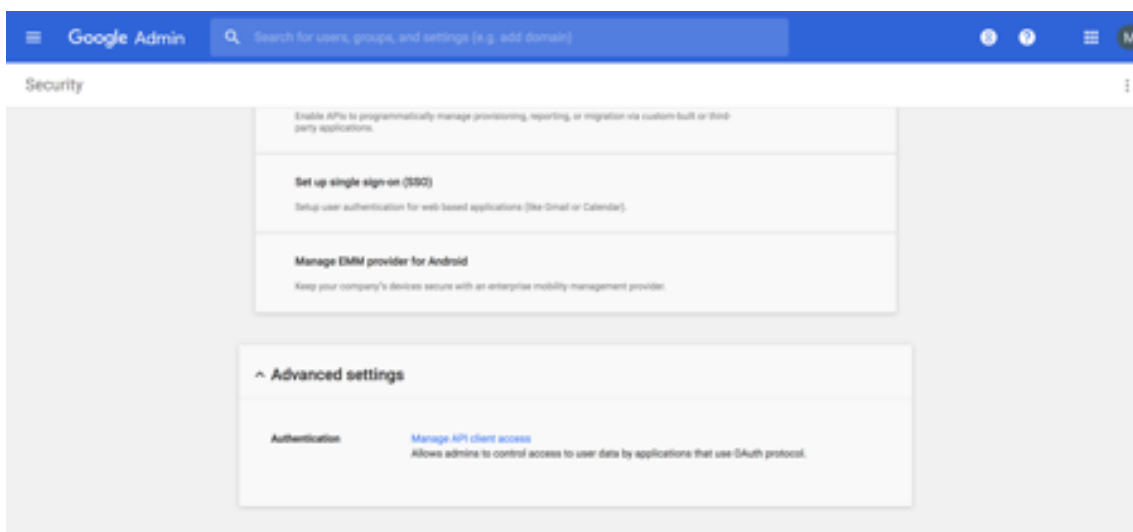 Google Admin
Search for users, groups, and settings (e.g. add domain)
M
Security
Enable APIs to programmatically manage provisioning, reporting, or migration via custom-built or third-
party applications.
Set up single sign-on (SSO)
Setup user authentication for web based applications (like Gmail or Calendar).
Manage EMM provider for Android
Keep your company's devices secure with an enterprise mobility management provider.
Advanced settings
Authentication
Manage API client access
Allows admins to control access to user data by applications that use OAuth protocol.